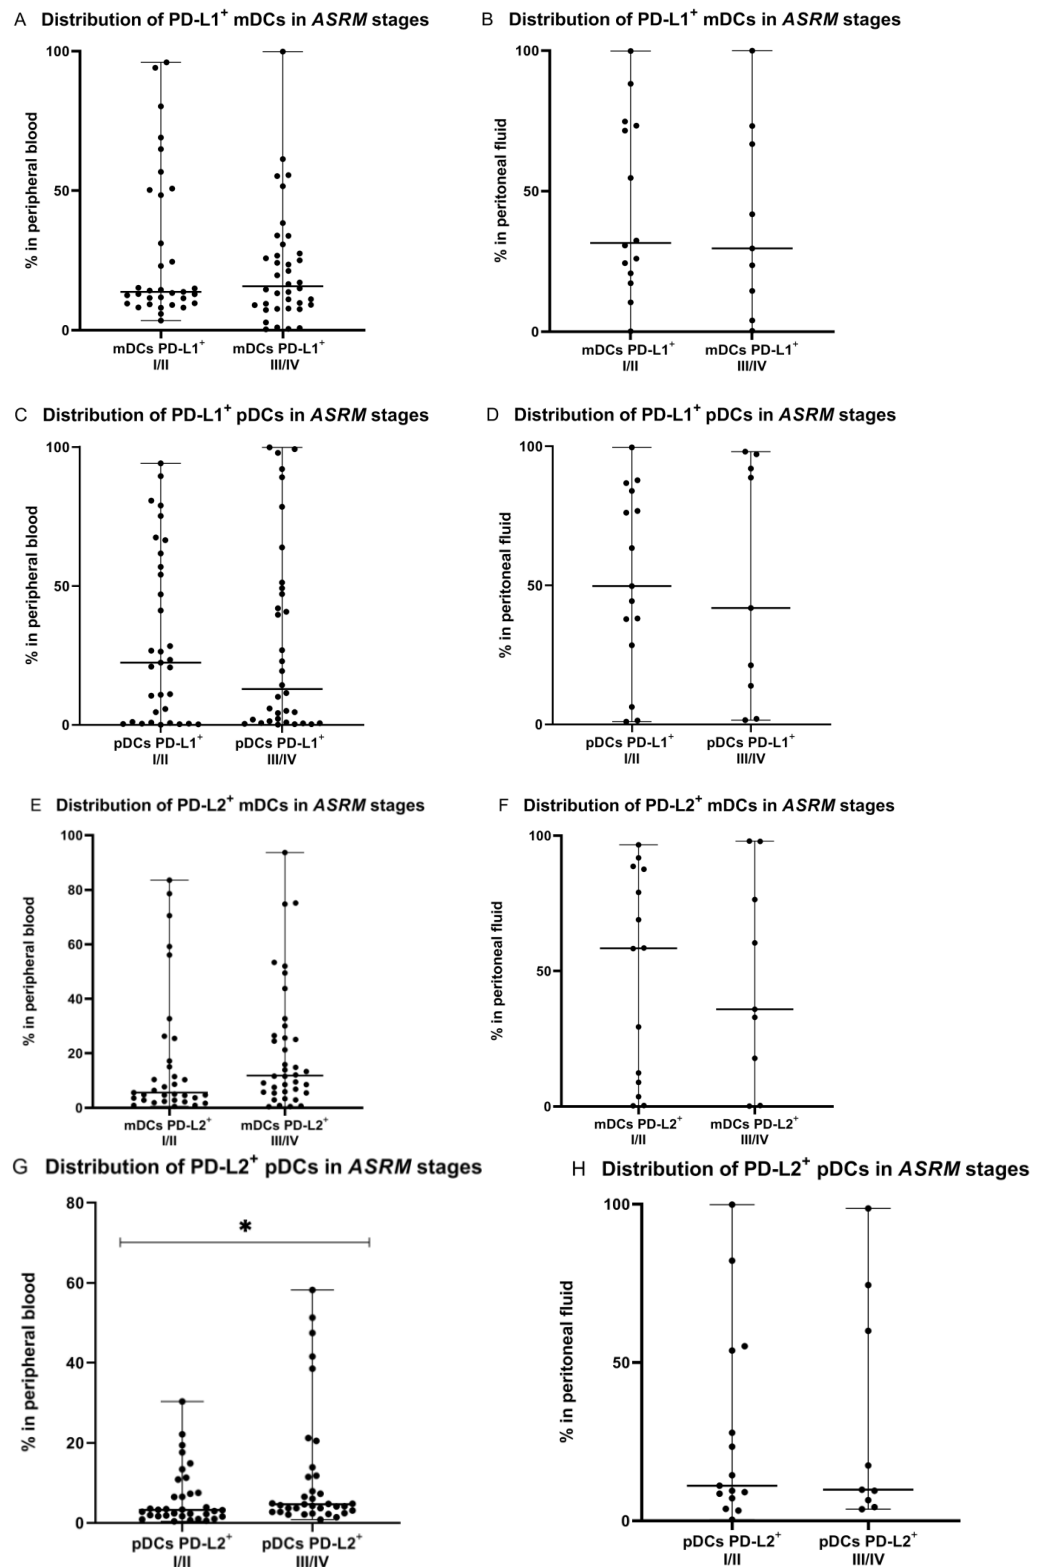 A Distribution of PD-L1⁺ mDCs in ASRM stages
% in peripheral blood
100
50
0
mDCs PD-L1⁺ mDCs PD-L1⁺
I/II III/IV
B Distribution of PD-L1⁺ mDCs in ASRM stages
% in peritoneal fluid
100
50
0
mDCs PD-L1⁺ mDCs PD-L1⁺
I/II III/IV
C Distribution of PD-L1⁺ pDCs in ASRM stages
% in peripheral blood
100
50
0
pDCs PD-L1⁺ pDCs PD-L1⁺
I/II III/IV
D Distribution of PD-L1⁺ pDCs in ASRM stages
% in peritoneal fluid
100
50
0
pDCs PD-L1⁺ pDCs PD-L1⁺
I/II III/IV
E Distribution of PD-L2⁺ mDCs in ASRM stages
% in peripheral blood
100
80
60
40
20
0
mDCs PD-L2⁺ mDCs PD-L2⁺
I/II III/IV
F Distribution of PD-L2⁺ mDCs in ASRM stages
% in peritoneal fluid
100
50
0
mDCs PD-L2⁺ mDCs PD-L2⁺
I/II III/IV
G Distribution of PD-L2⁺ pDCs in ASRM stages
% in peripheral blood
80
60
40
20
0
*
pDCs PD-L2⁺ pDCs PD-L2⁺
I/II III/IV
H Distribution of PD-L2⁺ pDCs in ASRM stages
% in peritoneal fluid
100
50
0
pDCs PD-L2⁺ pDCs PD-L2⁺
I/II III/IV